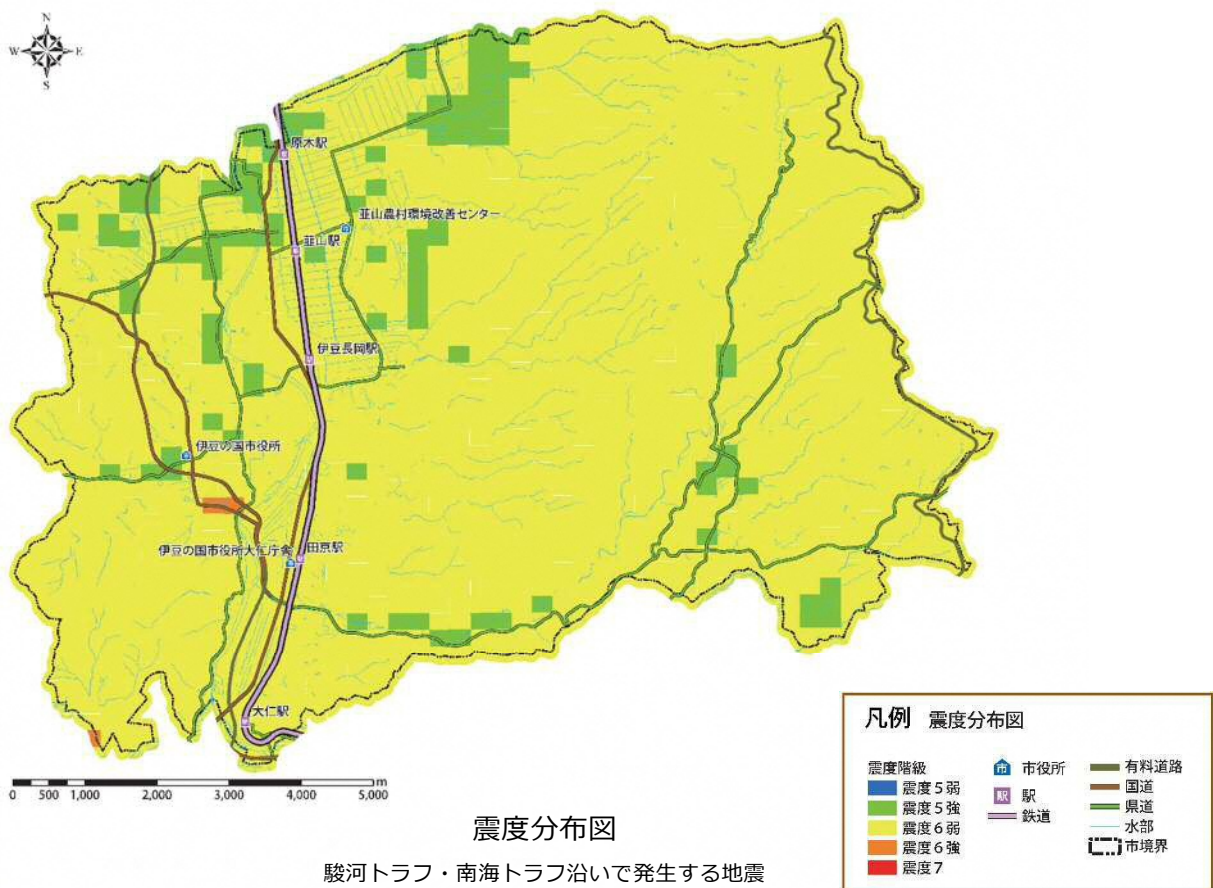 N
W
E
S
原木駅
韮山農村環境改善センター
韮山駅
伊豆長岡駅
伊豆の国市役所
伊豆の国市役所大仁庁舎
田京駅
大仁駅
m
0 500 1,000 2,000 3,000 4,000 5,000
震度分布図
駿河トラフ・南海トラフ沿いで発生する地震
凡例 震度分布図
震度階級
震度5弱
震度5強
震度6弱
震度6強
震度7
市 市役所
駅 駅
鉄道
有料道路
国道
県道
水部
市境界